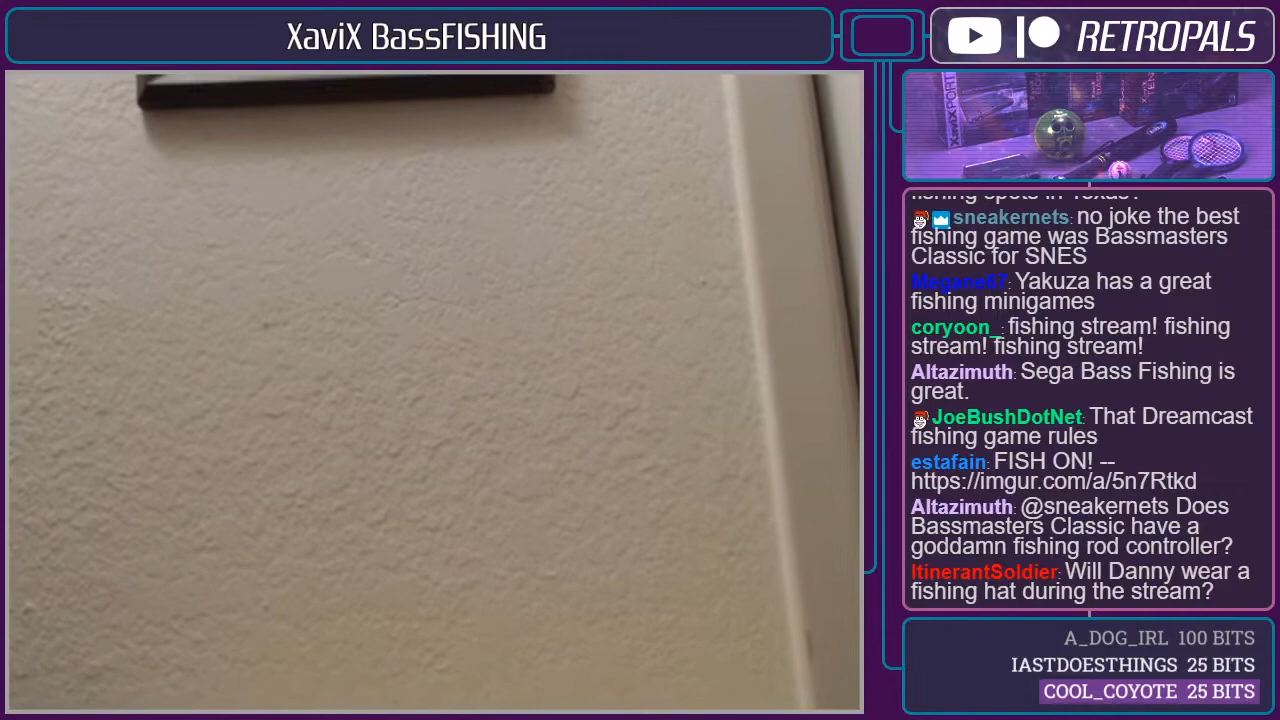 XaviX BassFISHING
RETROPALS
sneakernets: no joke the best
fishing game was Bassmasters
Classic for SNES
Megane67: Yakuza has a great
fishing minigames
coryoon_: fishing stream! fishing
stream! fishing stream!
Altazimuth: Sega Bass Fishing is
great.
JoeBushDotNet: That Dreamcast
fishing game rules
estafain: FISH ON! --
https://imgur.com/a/5n7Rtkd
Altazimuth: @sneakernets Does
Bassmasters Classic have a
goddamn fishing rod controller?
ItinerantSoldier: Will Danny wear a
fishing hat during the stream?
A_DOG_IRL 100 BITS
IASTDOESTHINGS 25 BITS
COOL_COYOTE 25 BITS